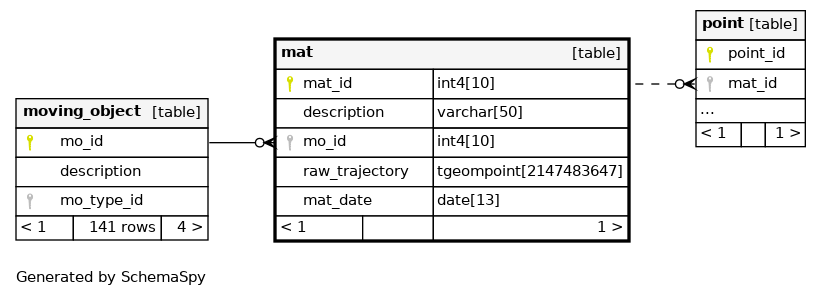 point [table]
point_id
mat_id
...
< 1 1 >
mat [table]
mat_id int4[10]
description varchar[50]
mo_id int4[10]
raw_trajectory tgeompoint[2147483647]
mat_date date[13]
< 1 1 >
moving_object [table]
mo_id
description
mo_type_id
< 1 141 rows 4 >
Generated by SchemaSpy